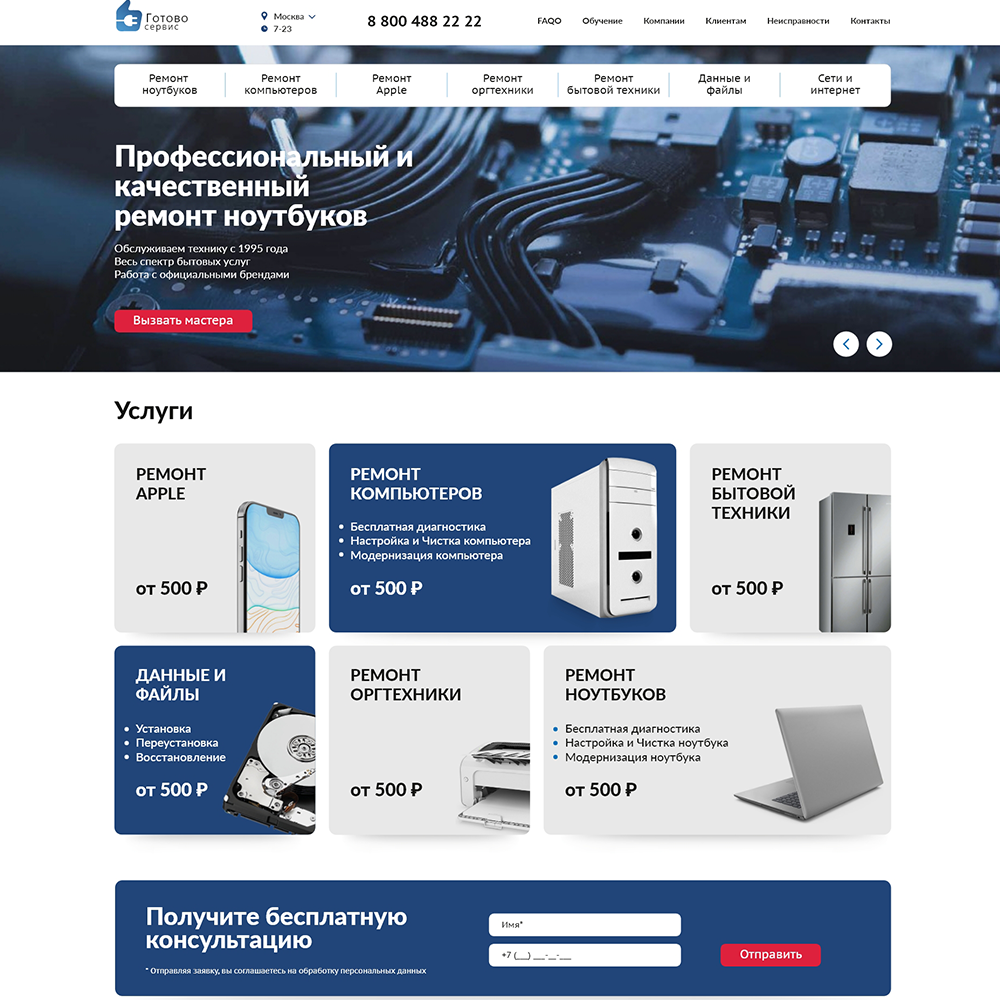 Готово
сервис
Москва
7-23
8 800 488 22 22
FAQO
Обучение
Компании
Клиентам
Неисправности
Контакты
Ремонт
ноутбуков
Ремонт
компьютеров
Ремонт
Apple
Ремонт
оргтехники
Ремонт
бытовой техники
Данные и
файлы
Сети и
интернет
Профессиональный и
качественный
ремонт ноутбуков
Обслуживаем технику с 1995 года
Весь спектр бытовых услуг
Работа с официальными брендами
Вызвать мастера
Услуги
РЕМОНТ
APPLE
от 500 ₽
РЕМОНТ
КОМПЬЮТЕРОВ
• Бесплатная диагностика
• Настройка и Чистка компьютера
• Модернизация компьютера
от 500 ₽
РЕМОНТ
БЫТОВОЙ
ТЕХНИКИ
от 500 ₽
ДАННЫЕ И
ФАЙЛЫ
• Установка
• Переустановка
• Восстановление
от 500 ₽
РЕМОНТ
ОРГТЕХНИКИ
от 500 ₽
РЕМОНТ
НОУТБУКОВ
• Бесплатная диагностика
• Настройка и Чистка ноутбука
• Модернизация ноутбука
от 500 ₽
Получите бесплатную
консультацию
* Отправляя заявку, вы соглашаетесь на обработку персональных данных
Имя*
+7 (___) ___-__-___
Отправить